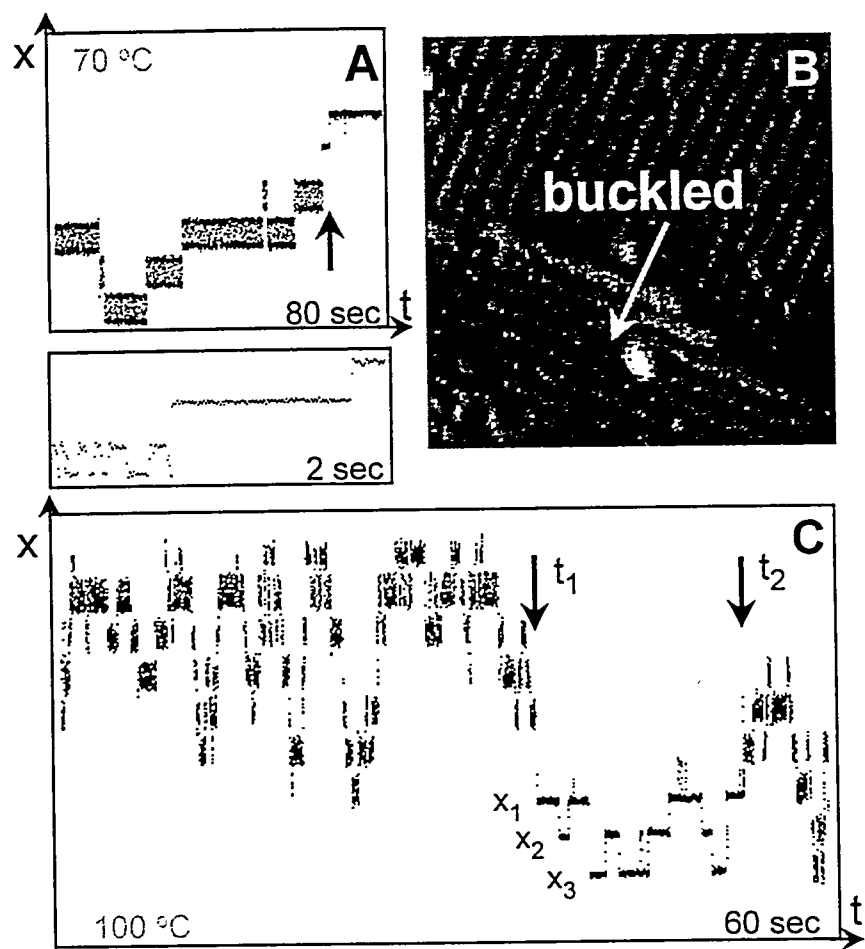 x
70 °C
A
80 sec
t
2 sec
B
buckled
x
C
t₁
t₂
x₁
x₂
x₃
100 °C
60 sec
t